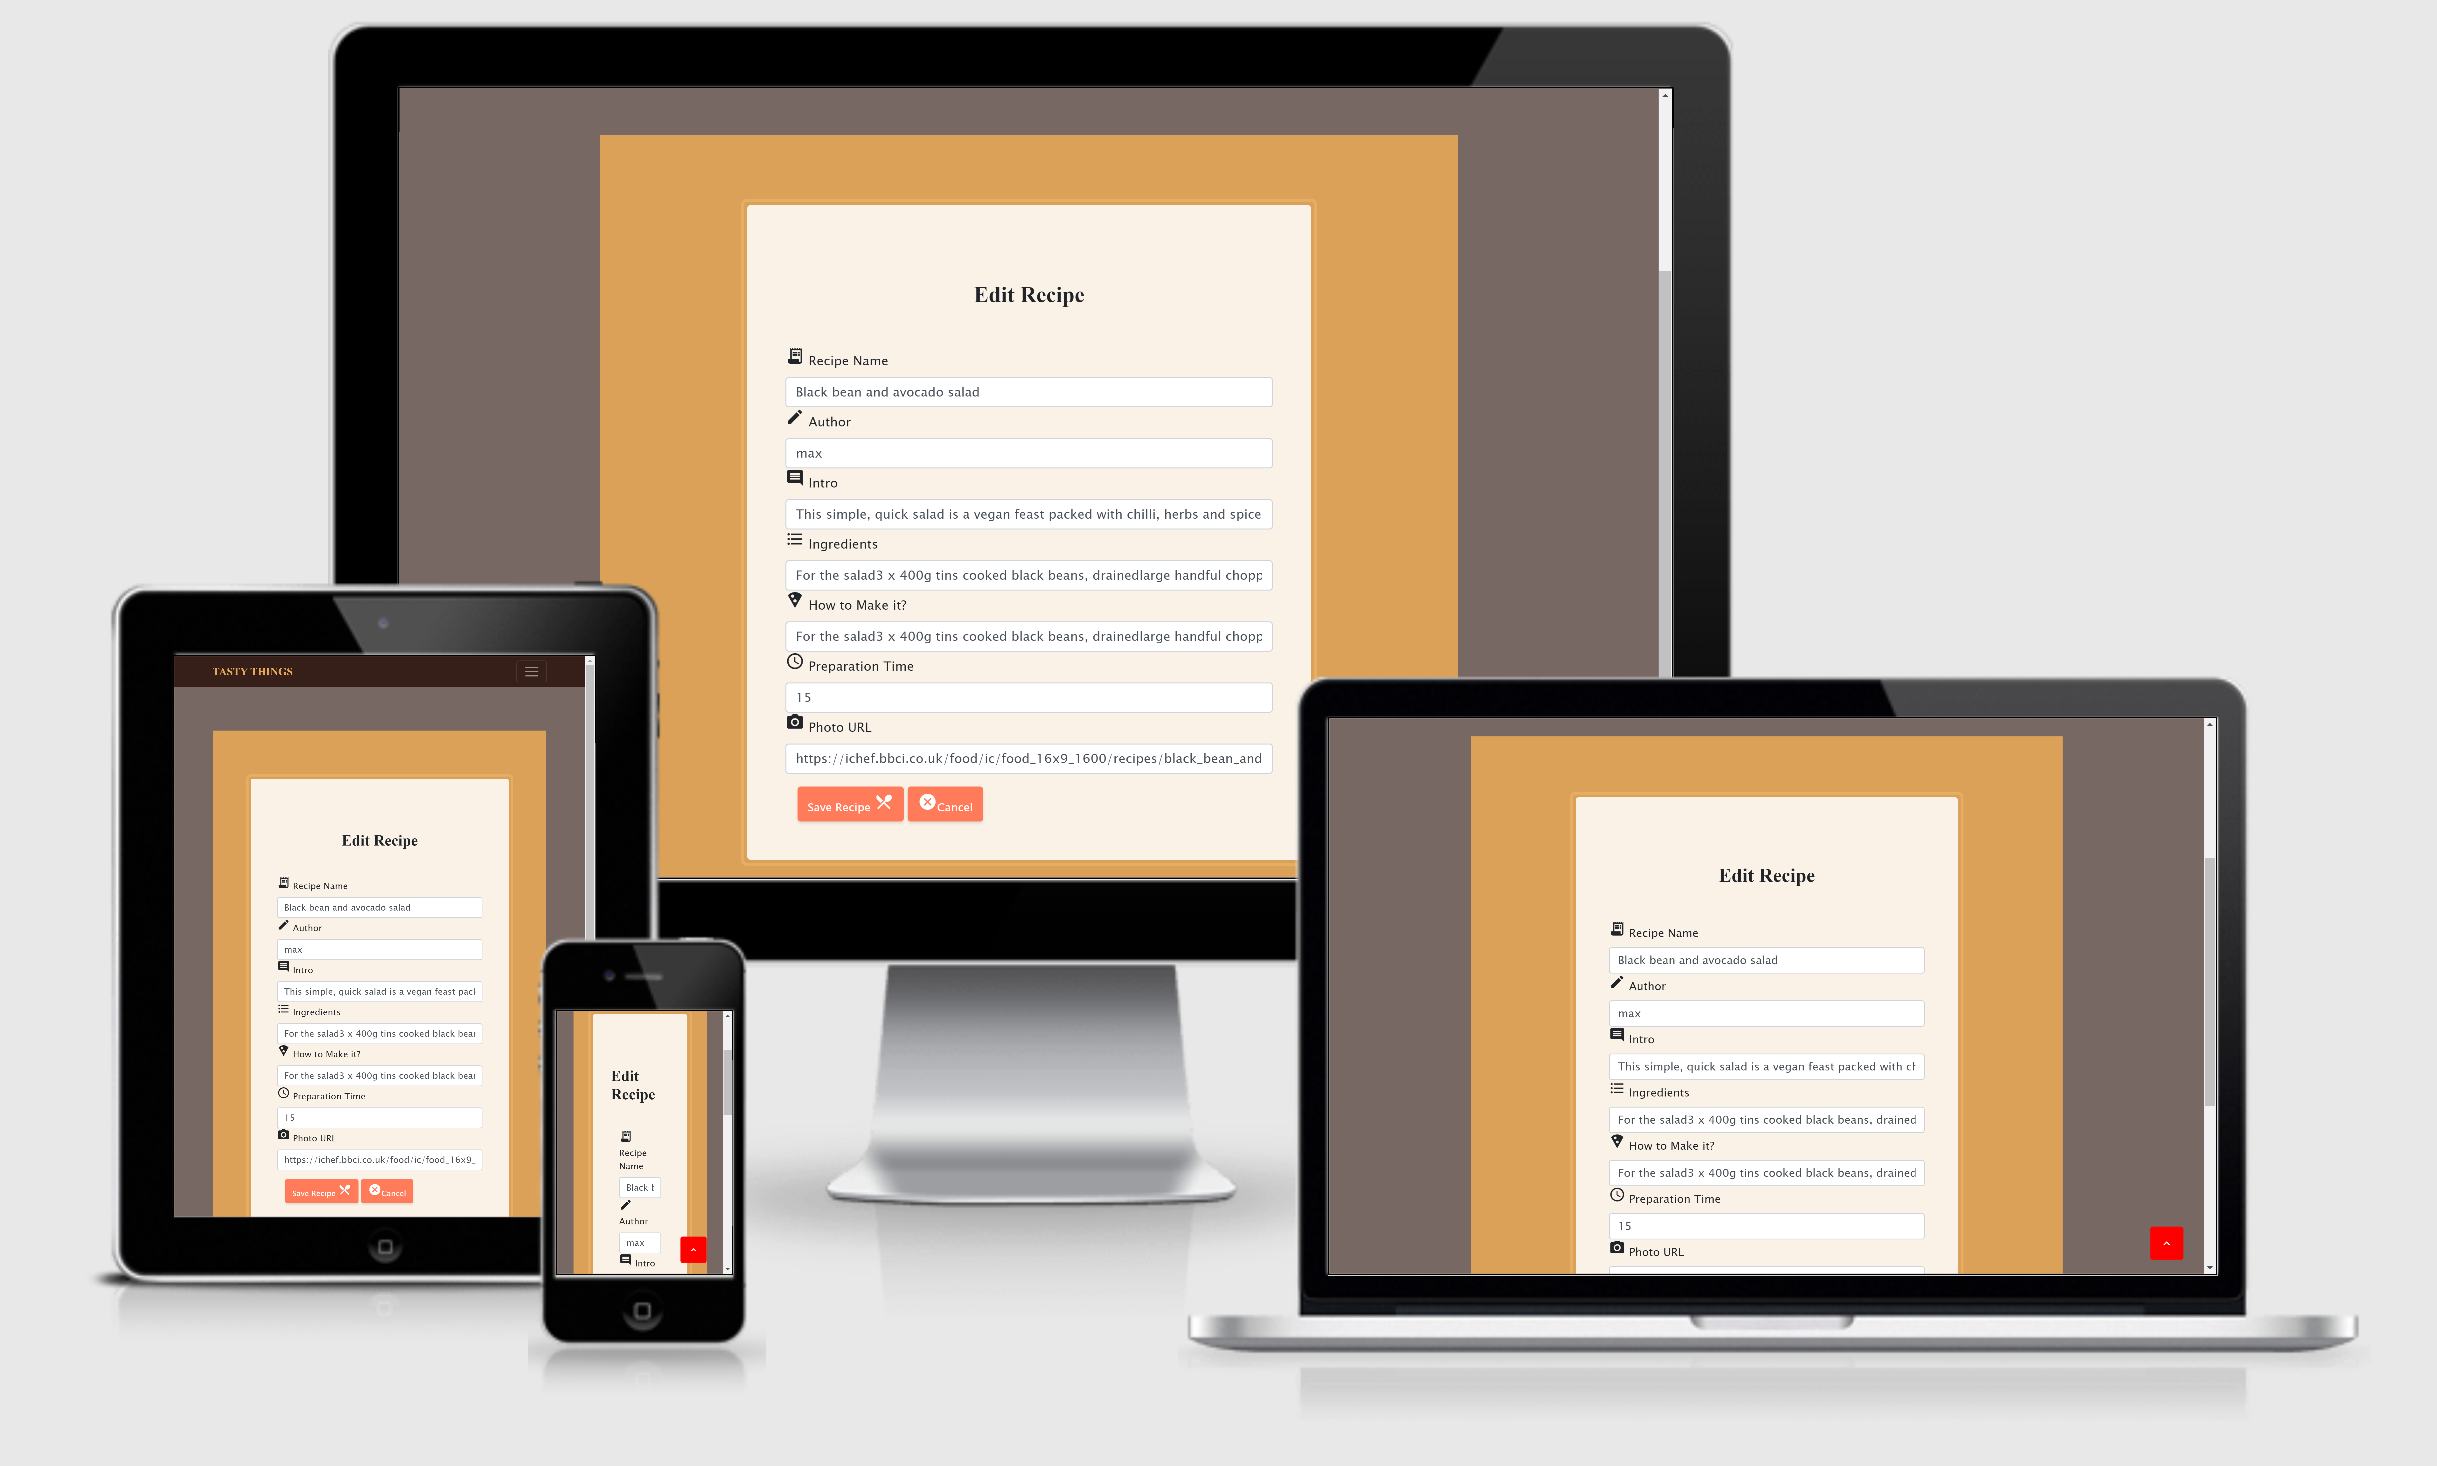 Edit Recipe
Recipe Name
Black bean and avocado salad
Author
max
Intro
This simple, quick salad is a vegan feast packed with chilli, herbs and spice
Ingredients
For the salad3 x 400g tins cooked black beans, drainedlarge handful chopp
How to Make it?
For the salad3 x 400g tins cooked black beans, drainedlarge handful chopp
Preparation Time
15
Photo URL
https://ichef.bbci.co.uk/food/ic/food_16x9_1600/recipes/black_bean_and
Save Recipe Cancel
TASTY THINGS
Edit Recipe
Recipe Name
Black bean and avocado salad
Author
max
Intro
This simple, quick salad is a vegan feast pacl
Ingredients
For the salad3 x 400g tins cooked black bear
How to Make it?
For the salad3 x 400g tins cooked black bear
Preparation Time
15
Photo URL
https://ichef.bbci.co.uk/food/ic/food_16x9_
Save Recipe Cancel
Edit
Recipe
Recipe
Name
Black
Author
max
Intro
Edit Recipe
Recipe Name
Black bean and avocado salad
Author
max
Intro
This simple, quick salad is a vegan feast packed with cl
Ingredients
For the salad3 x 400g tins cooked black beans, drained
How to Make it?
For the salad3 x 400g tins cooked black beans, drained
Preparation Time
15
Photo URL